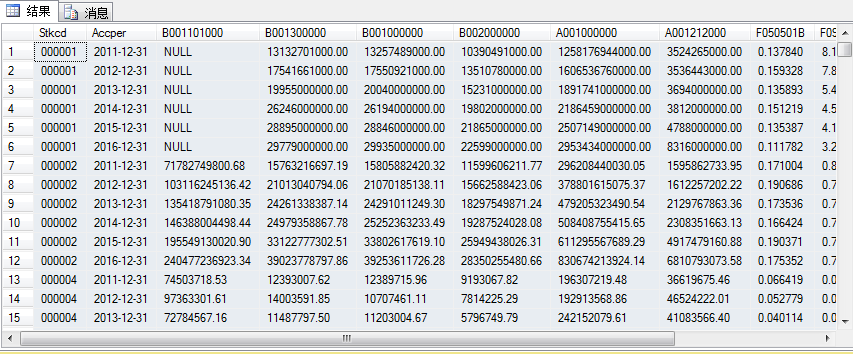 结果 消息
Stkcd Accper B001101000 B001300000 B001000000 B002000000 A001000000 A001212000 F050501B F09
1 000001 2011-12-31 NULL 13132701000.00 13257489000.00 10390491000.00 1258176944000.00 3524265000.00 0.137840 8.1
2 000001 2012-12-31 NULL 17541661000.00 17550921000.00 13510780000.00 1606536760000.00 3536443000.00 0.159328 7.8
3 000001 2013-12-31 NULL 19955000000.00 20040000000.00 15231000000.00 1891741000000.00 3694000000.00 0.135893 5.4
4 000001 2014-12-31 NULL 26246000000.00 26194000000.00 19802000000.00 2186459000000.00 3812000000.00 0.151219 4.5
5 000001 2015-12-31 NULL 28895000000.00 28846000000.00 21865000000.00 2507149000000.00 4788000000.00 0.135387 4.1
6 000001 2016-12-31 NULL 29779000000.00 29935000000.00 22599000000.00 2953434000000.00 8316000000.00 0.111782 3.2
7 000002 2011-12-31 71782749800.68 15763216697.19 15805882420.32 11599606211.77 296208440030.05 1595862733.95 0.171004 0.8
8 000002 2012-12-31 103116245136.42 21013040794.06 21070185138.11 15662588423.06 378801615075.37 1612257202.22 0.190686 0.7
9 000002 2013-12-31 135418791080.35 24261338387.14 24291011249.30 18297549871.24 479205323490.54 2129767863.36 0.173536 0.7
10 000002 2014-12-31 146388004498.44 24979358867.78 25252363233.49 19287524028.08 508408755415.65 2308351663.13 0.166424 0.7
11 000002 2015-12-31 195549130020.90 33122777302.51 33802617619.10 25949438026.31 611295567689.29 4917479160.88 0.190371 0.7
12 000002 2016-12-31 240477236923.34 39023778797.86 39253611726.28 28350255480.66 830674213924.14 6810793073.58 0.175352 0.7
13 000004 2011-12-31 74503718.53 12393007.62 12389715.96 9193067.82 196307219.48 36619675.46 0.066419 0.0
14 000004 2012-12-31 97363301.61 14003591.85 10707461.11 7814225.29 192913568.86 46524222.01 0.052779 0.0
15 000004 2013-12-31 72784567.16 11487797.50 11203004.67 5796749.79 242152079.61 41083566.40 0.040114 0.0